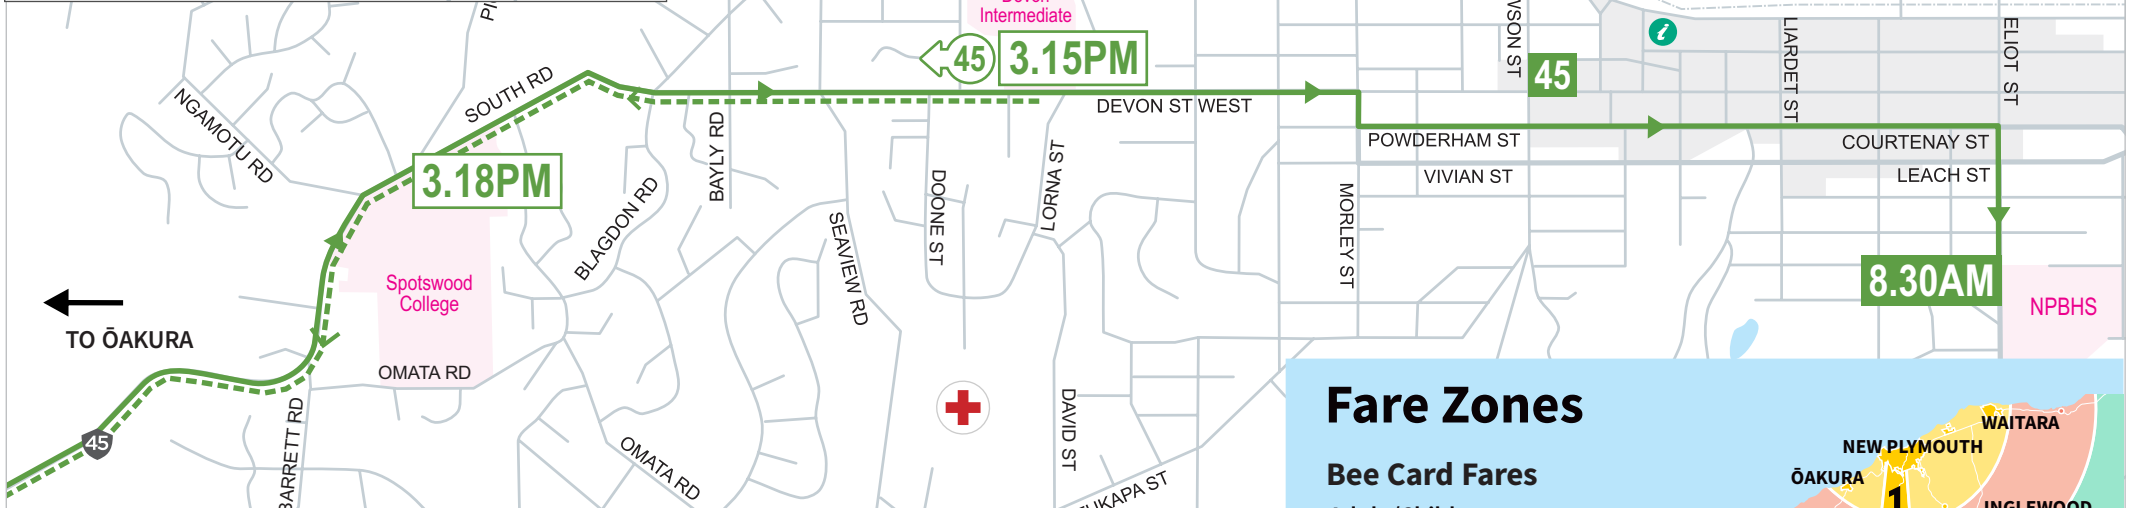 Intermediate
45
3.15PM
45
SOUTH RD
NGAMOTU RD
DEVON ST WEST
LIARDET ST
ELIOT ST
POWDERHAM ST
COURTENAY ST
VIVIAN ST
LEACH ST
3.18PM
BLAGDON RD
BAYLY RD
SEAVIEW RD
DOONE ST
LORNA ST
MORLEY ST
8.30AM
NPBHS
Spotswood
College
TO ŌAKURA
OMATA RD
BARRETT RD
45
OMATA RD
DAVID ST
Fare Zones
Bee Card Fares
WAITARA
NEW PLYMOUTH
ŌAKURA
1
INGLEWOOD